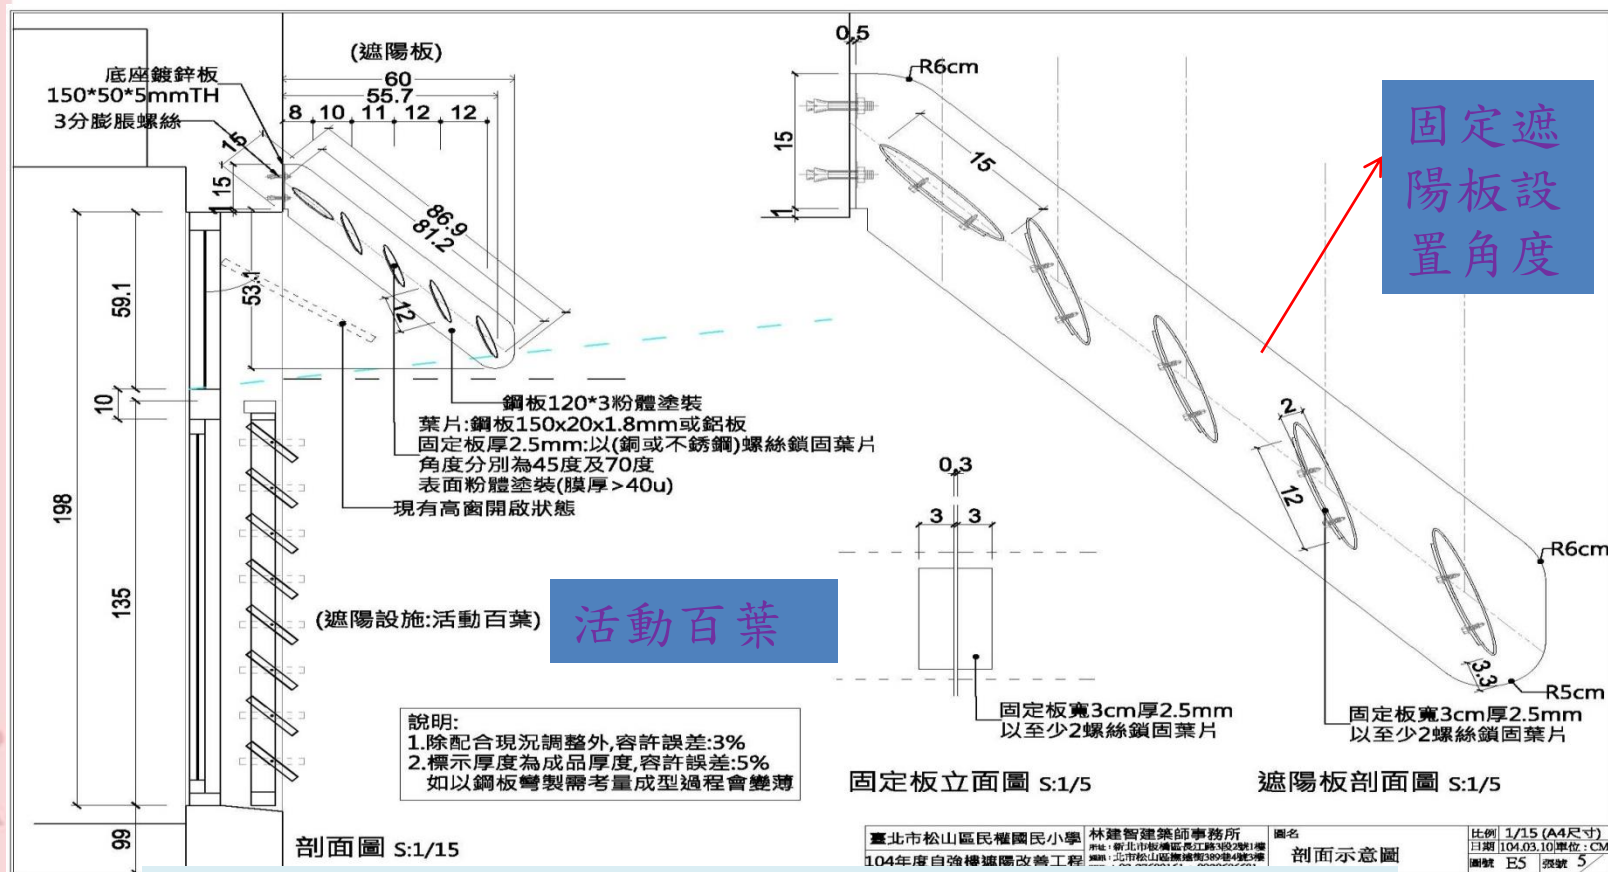 (遮陽板)
底座鍍鋅板
150*50*5mmTH
3分膨脹螺絲
60
55.7
8 10 11 12 12
15
15
1
86.9
81.2
53.1
12
59.1
10
198
135
99
鋼板120*3粉體塗裝
葉片:鋼板150x20x1.8mm或鋁板
固定板厚2.5mm:以(銅或不銹鋼)螺絲鎖固葉片
角度分別為45度及70度
表面粉體塗裝(膜厚>40u)
現有高窗開啟狀態
(遮陽設施:活動百葉)
活動百葉
說明:
1.除配合現況調整外,容許誤差:3%
2.標示厚度為成品厚度,容許誤差:5%
如以鋼板彎製需考量成型過程會變薄
剖面圖 S:1/15
0.5
R6cm
15
15
1
固定遮
陽板設
置角度
2
12
R6cm
3.3
R5cm
固定板寬3cm厚2.5mm
以至少2螺絲鎖固葉片
遮陽板剖面圖 S:1/5
0.3
3 3
固定板寬3cm厚2.5mm
以至少2螺絲鎖固葉片
固定板立面圖 S:1/5
臺北市松山區民權國民小學
104年度自強樓遮陽改善工程
林建智建築師事務所
圖名
剖面示意圖
比例 1/15 (A4尺寸)
日期 104.03.10 單位:CM
圖號 E5 張號 5